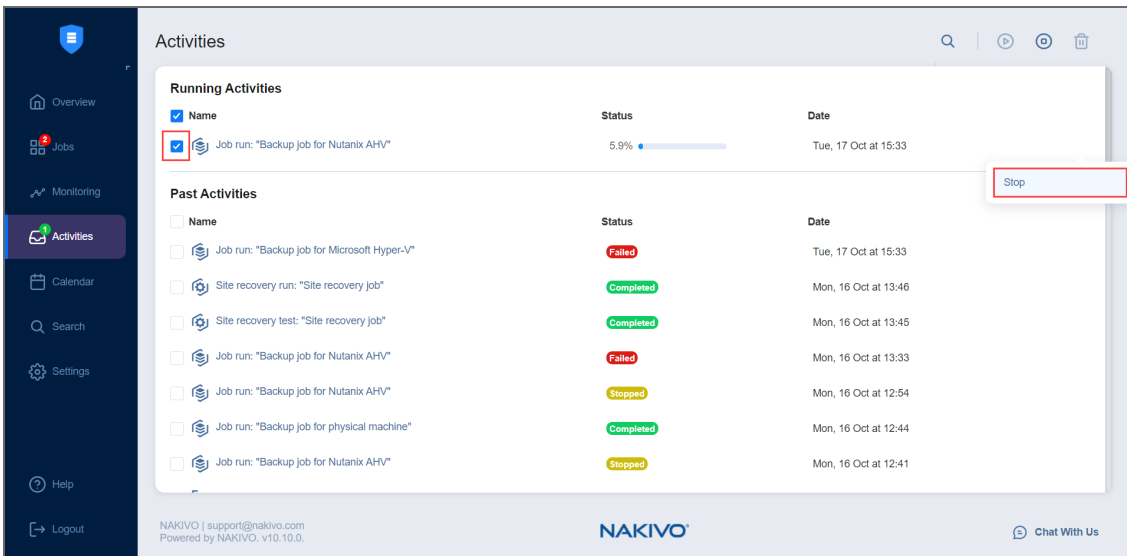 Activities
Overview
2
Jobs
Monitoring
1
Activities
Calendar
Search
Settings
Help
Logout
Running Activities
Name Status Date
Job run: "Backup job for Nutanix AHV" 5.9% Tue, 17 Oct at 15:33
Stop
Past Activities
Name Status Date
Job run: "Backup job for Microsoft Hyper-V" Failed Tue, 17 Oct at 15:33
Site recovery run: "Site recovery job" Completed Mon, 16 Oct at 13:46
Site recovery test: "Site recovery job" Completed Mon, 16 Oct at 13:45
Job run: "Backup job for Nutanix AHV" Failed Mon, 16 Oct at 13:33
Job run: "Backup job for Nutanix AHV" Stopped Mon, 16 Oct at 12:54
Job run: "Backup job for physical machine" Completed Mon, 16 Oct at 12:44
Job run: "Backup job for Nutanix AHV" Stopped Mon, 16 Oct at 12:41
NAKIVO | support@nakivo.com
Powered by NAKIVO. v10.10.0.
NAKIVO®
Chat With Us